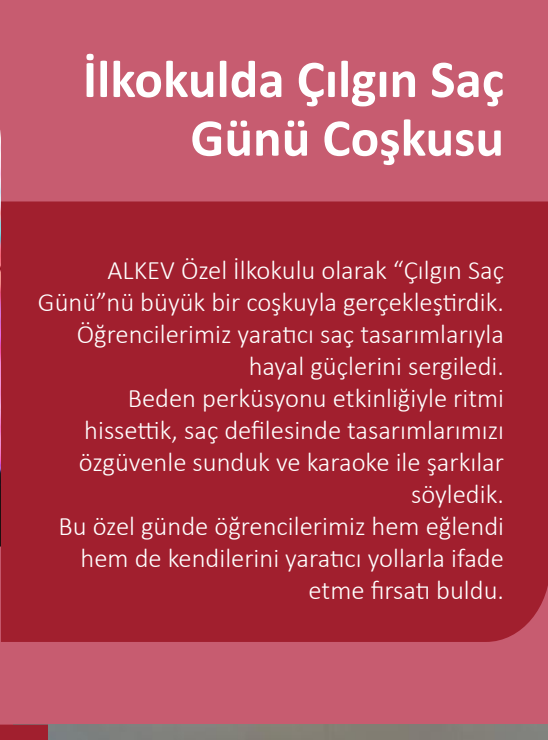 İlkokulda Çılgın Saç
Günü Coşkusu
ALKEV Özel İlkokulu olarak “Çılgın Saç
Günü”nü büyük bir coşkuyla gerçekleştirdik.
Öğrencilerimiz yaratıcı saç tasarımlarıyla
hayal güçlerini sergiledi.
Beden perküsyonu etkinliğiyle ritmi
hissettik, saç defilesinde tasarımlarımızı
özgüvenle sunduk ve karaoke ile şarkılar
söyledik.
Bu özel günde öğrencilerimiz hem eğlendi
hem de kendilerini yaratıcı yollarla ifade
etme fırsatı buldu.